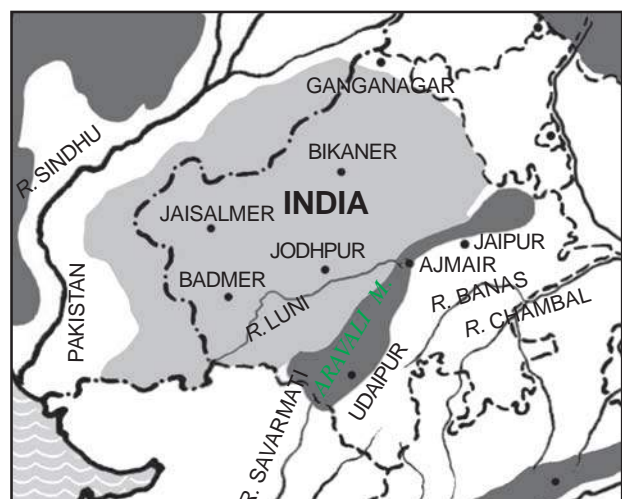 GANGANAGAR
R. SINDHU
BIKANER
INDIA
JAISALMER
JODHPUR
JAIPUR
AJMAIR
BADMER
PAKISTAN
R. LUNI
ARAVALI M.
R. BANAS
R. CHAMBAL
UDAIPUR
R. SAVARMATI